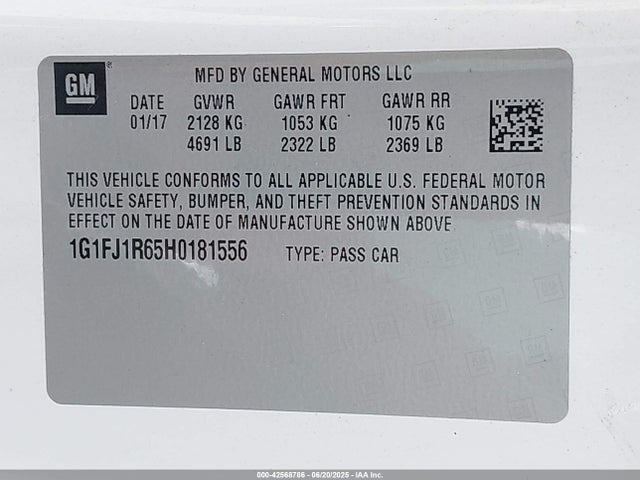 GM ®
MFD BY GENERAL MOTORS LLC
DATE GVWR GAWR FRT GAWR RR
01/17 2128 KG 1053 KG 1075 KG
4691 LB 2322 LB 2369 LB
THIS VEHICLE CONFORMS TO ALL APPLICABLE U.S. FEDERAL MOTOR
VEHICLE SAFETY, BUMPER, AND THEFT PREVENTION STANDARDS IN
EFFECT ON THE DATE OF MANUFACTURE SHOWN ABOVE.
1G1FJ1R65H0181556 TYPE: PASS CAR
000-42568766 - 06/20/2025 - IAA Inc.